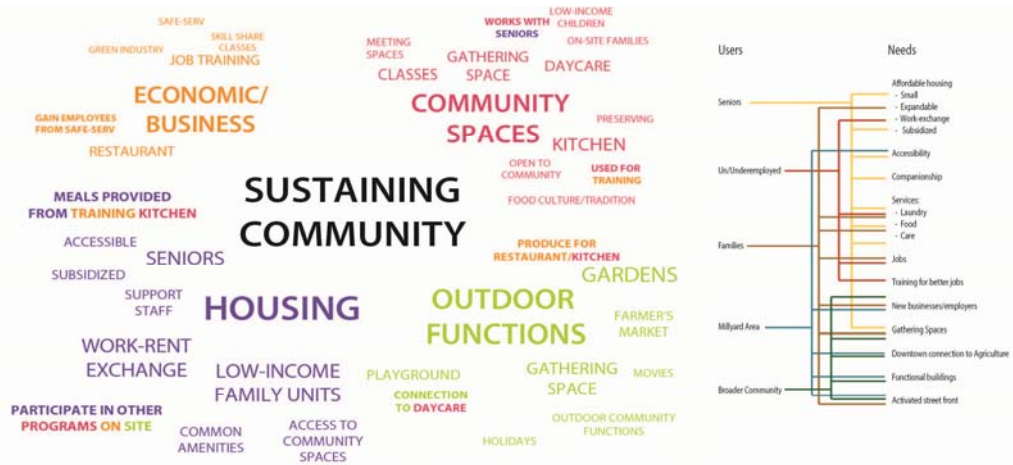 SAFE-SERV
GREEN INDUSTRY
SKILL SHARE
CLASSES
JOB TRAINING
ECONOMIC/
BUSINESS
GAIN EMPLOYEES
FROM SAFE-SERV
RESTAURANT
WORKS WITH
SENIORS
LOW-INCOME
CHILDREN
MEETING
SPACES
ON-SITE FAMILIES
GATHERING
SPACE
CLASSES
DAYCARE
COMMUNITY
SPACES
PRESERVING
KITCHEN
OPEN TO
COMMUNITY
USED FOR
TRAINING
FOOD CULTURE/TRADITION
SUSTAINING
COMMUNITY
MEALS PROVIDED
FROM TRAINING KITCHEN
ACCESSIBLE
SENIORS
SUBSIDIZED
SUPPORT
STAFF
HOUSING
WORK-RENT
EXCHANGE
LOW-INCOME
FAMILY UNITS
PARTICIPATE IN OTHER
PROGRAMS ON SITE
COMMON
AMENITIES
ACCESS TO
COMMUNITY
SPACES
PRODUCE FOR
RESTAURANT/KITCHEN
GARDENS
OUTDOOR
FUNCTIONS
FARMER'S
MARKET
PLAYGROUND
GATHERING
SPACE
MOVIES
CONNECTION
TO DAYCARE
OUTDOOR COMMUNITY
FUNCTIONS
HOLIDAYS
Users
Seniors
Un/Underemployed
Families
Millyard Area
Broader Community
Needs
Affordable housing
- Small
- Expandable
- Work-exchange
- Subsidized
Accessibility
Companionship
Services:
- Laundry
- Food
- Care
Jobs
Training for better jobs
New businesses/employers
Gathering Spaces
Downtown connection to Agriculture
Functional buildings
Activated street front